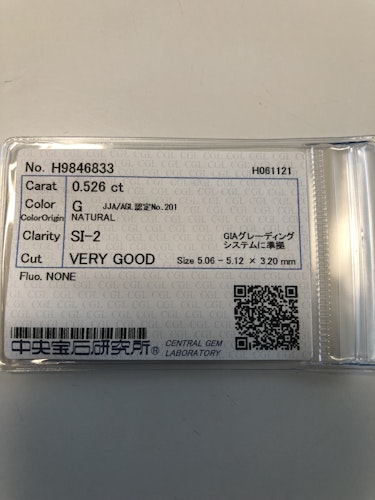 No. H9846833 H061121
Carat 0.526 ct
Color G JJA/AGL認定No.201
ColorOrigin NATURAL
Clarity SI-2 GIAグレーディング
システムに準拠
Cut VERY GOOD Size 5.06 - 5.12 × 3.20 mm
Fluo. NONE
中央宝石研究所® CENTRAL GEM
LABORATORY